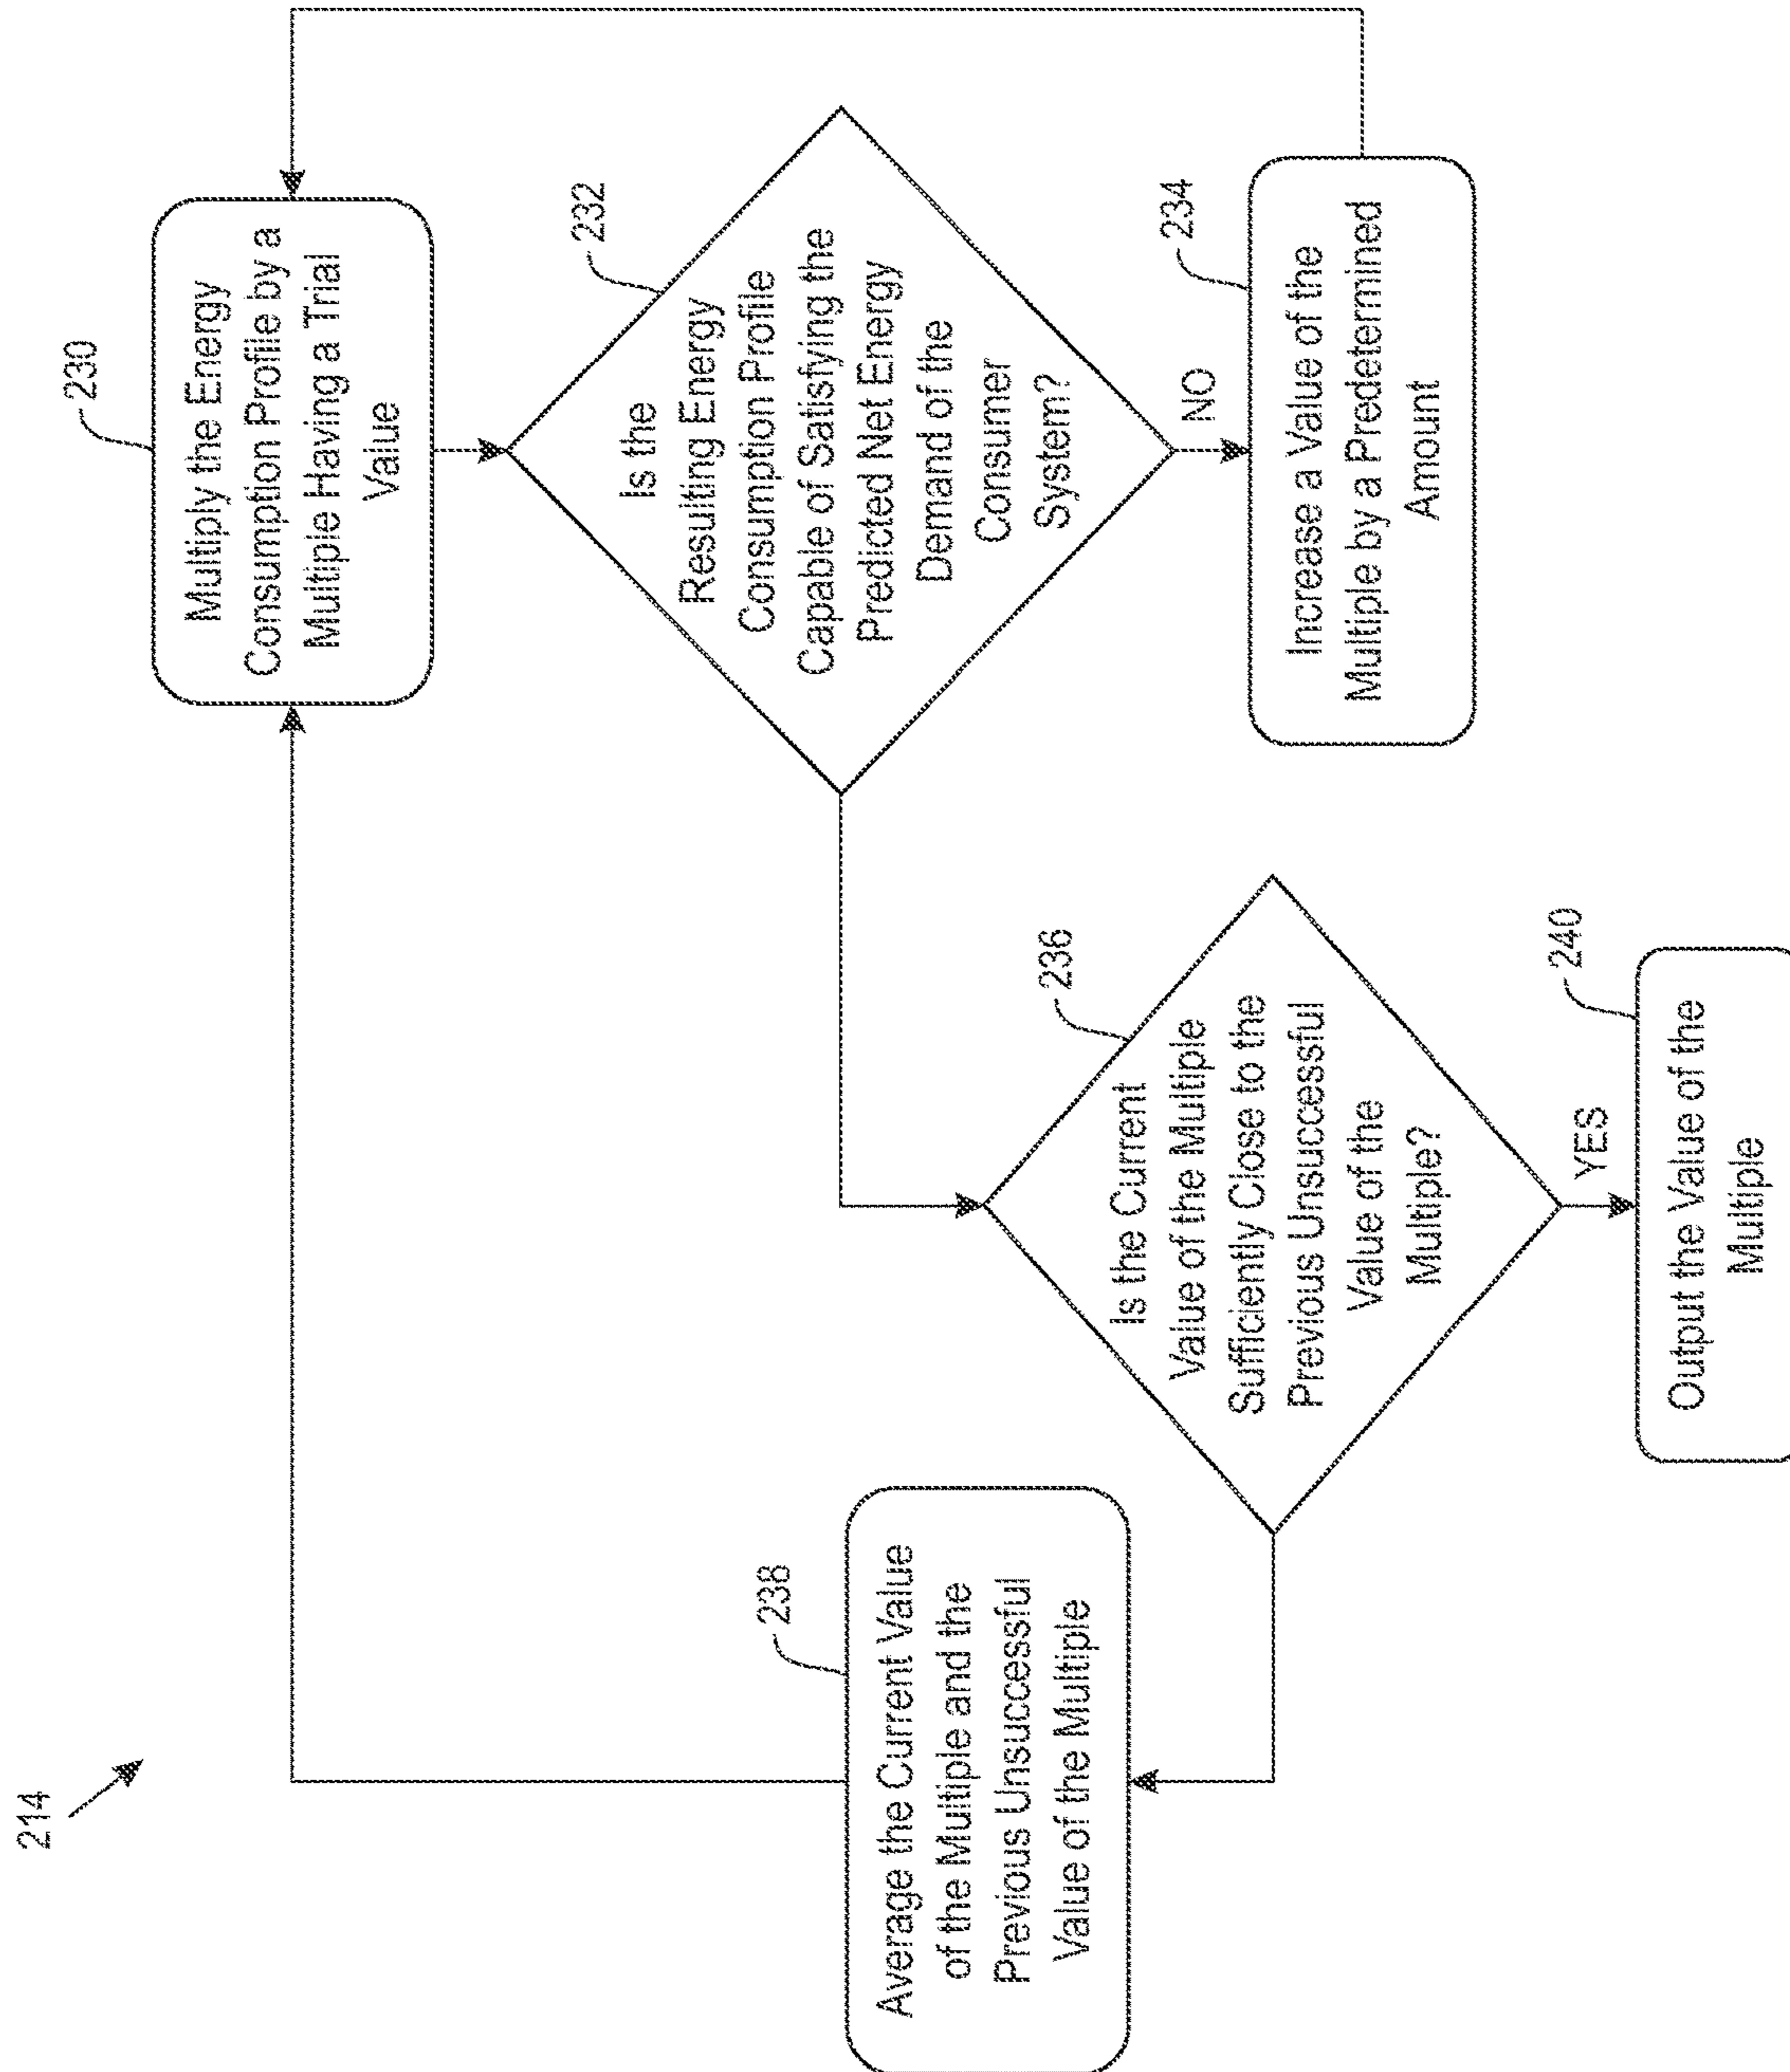 214
230
Multiply the Energy
Consumption Profile by a
Multiple Having a Trial
Value
232
Is the
Resulting Energy
Consumption Profile
Capable of Satisfying the
Predicted Net Energy
Demand of the
Consumer
System?
NO
234
Increase a Value of the
Multiple by a Predetermined
Amount
236
Is the Current
Value of the Multiple
Sufficiently Close to the
Previous Unsuccessful
Value of the
Multiple?
238
Average the Current Value
of the Multiple and the
Previous Unsuccessful
Value of the Multiple
YES
240
Output the Value of the
Multiple